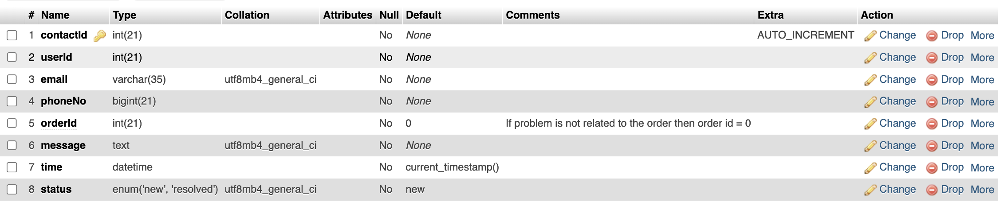 # Name Type Collation Attributes Null Default Comments Extra Action
1 contactId int(21) No None AUTO_INCREMENT Change Drop More
2 userId int(21) No None Change Drop More
3 email varchar(35) utf8mb4_general_ci No None Change Drop More
4 phoneNo bigint(21) No None Change Drop More
5 orderId int(21) No 0 If problem is not related to the order then order id = 0 Change Drop More
6 message text utf8mb4_general_ci No None Change Drop More
7 time datetime No current_timestamp() Change Drop More
8 status enum('new', 'resolved') utf8mb4_general_ci No new Change Drop More